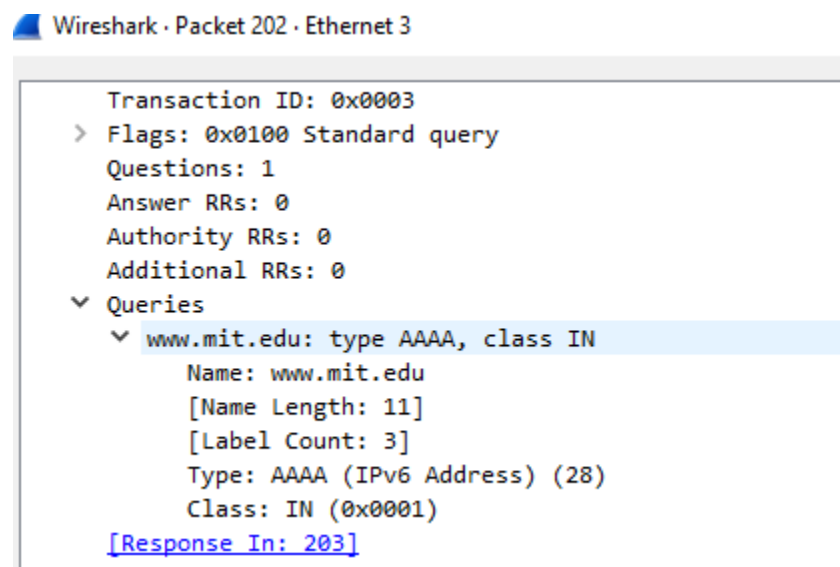 Wireshark · Packet 202 · Ethernet 3
Transaction ID: 0x0003
Flags: 0x0100 Standard query
Questions: 1
Answer RRs: 0
Authority RRs: 0
Additional RRs: 0
Queries
www.mit.edu: type AAAA, class IN
Name: www.mit.edu
[Name Length: 11]
[Label Count: 3]
Type: AAAA (IPv6 Address) (28)
Class: IN (0x0001)
[Response In: 203]